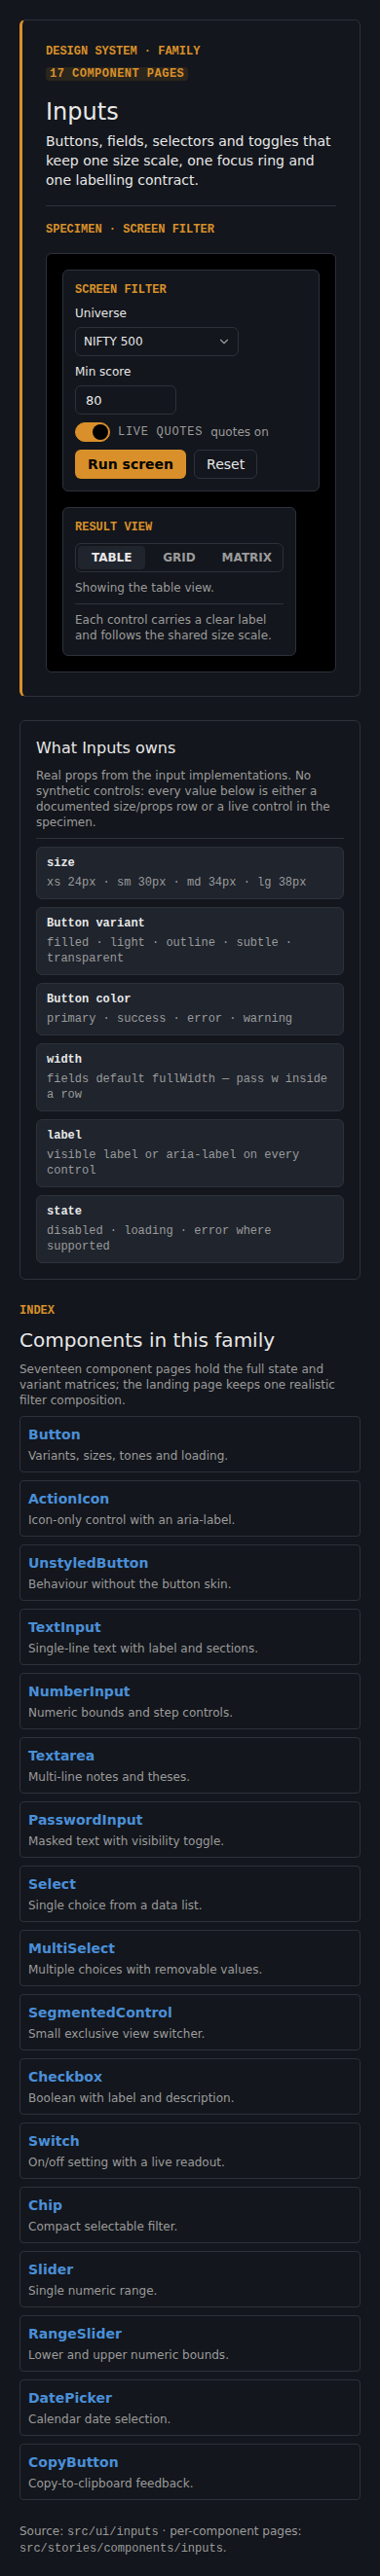 DESIGN SYSTEM · FAMILY
17 COMPONENT PAGES
Inputs
Buttons, fields, selectors and toggles that
keep one size scale, one focus ring and
one labelling contract.
SPECIMEN · SCREEN FILTER
SCREEN FILTER
Universe
NIFTY 500
Min score
80
LIVE QUOTES quotes on
Run screen Reset
RESULT VIEW
TABLE GRID MATRIX
Showing the table view.
Each control carries a clear label
and follows the shared size scale.
What Inputs owns
Real props from the input implementations. No
synthetic controls: every value below is either a
documented size/props row or a live control in the
specimen.
size
xs 24px · sm 30px · md 34px · lg 38px
Button variant
filled · light · outline · subtle ·
transparent
Button color
primary · success · error · warning
width
fields default fullWidth — pass w inside
a row
label
visible label or aria-label on every
control
state
disabled · loading · error where
supported
INDEX
Components in this family
Seventeen component pages hold the full state and
variant matrices; the landing page keeps one realistic
filter composition.
Button
Variants, sizes, tones and loading.
ActionIcon
Icon-only control with an aria-label.
UnstyledButton
Behaviour without the button skin.
TextInput
Single-line text with label and sections.
NumberInput
Numeric bounds and step controls.
Textarea
Multi-line notes and theses.
PasswordInput
Masked text with visibility toggle.
Select
Single choice from a data list.
MultiSelect
Multiple choices with removable values.
SegmentedControl
Small exclusive view switcher.
Checkbox
Boolean with label and description.
Switch
On/off setting with a live readout.
Chip
Compact selectable filter.
Slider
Single numeric range.
RangeSlider
Lower and upper numeric bounds.
DatePicker
Calendar date selection.
CopyButton
Copy-to-clipboard feedback.
Source: src/ui/inputs · per-component pages:
src/stories/components/inputs.